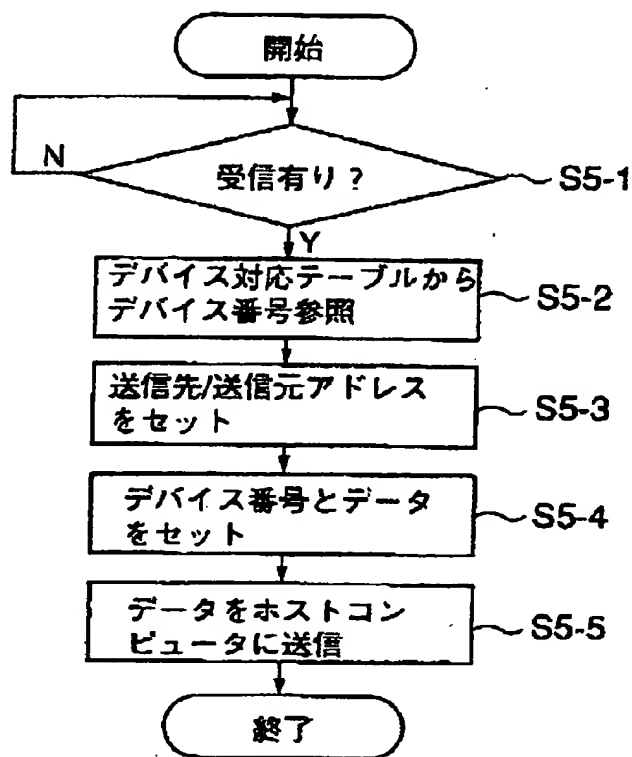 開始
受信有り?
N
S5-1
Y
デバイス対応テーブルから
デバイス番号参照
S5-2
送信先/送信元アドレス
をセット
S5-3
デバイス番号とデータ
をセット
S5-4
データをホストコン
ピュータに送信
S5-5
終了